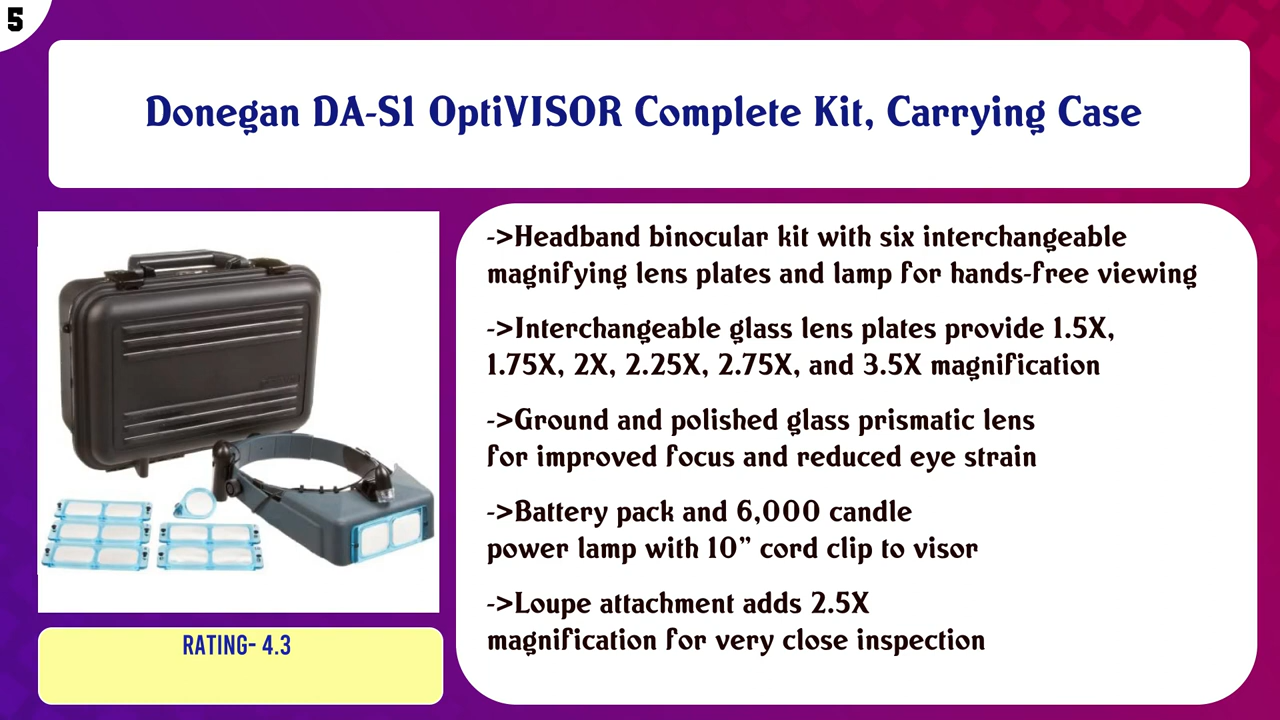 5
Donegan DA-S1 OptiVISOR Complete Kit, Carrying Case
->Headband binocular kit with six interchangeable
magnifying lens plates and lamp for hands-free viewing
->Interchangeable glass lens plates provide 1.5X,
1.75X, 2X, 2.25X, 2.75X, and 3.5X magnification
->Ground and polished glass prismatic lens
for improved focus and reduced eye strain
->Battery pack and 6,000 candle
power lamp with 10” cord clip to visor
->Loupe attachment adds 2.5X
magnification for very close inspection
RATING- 4.3